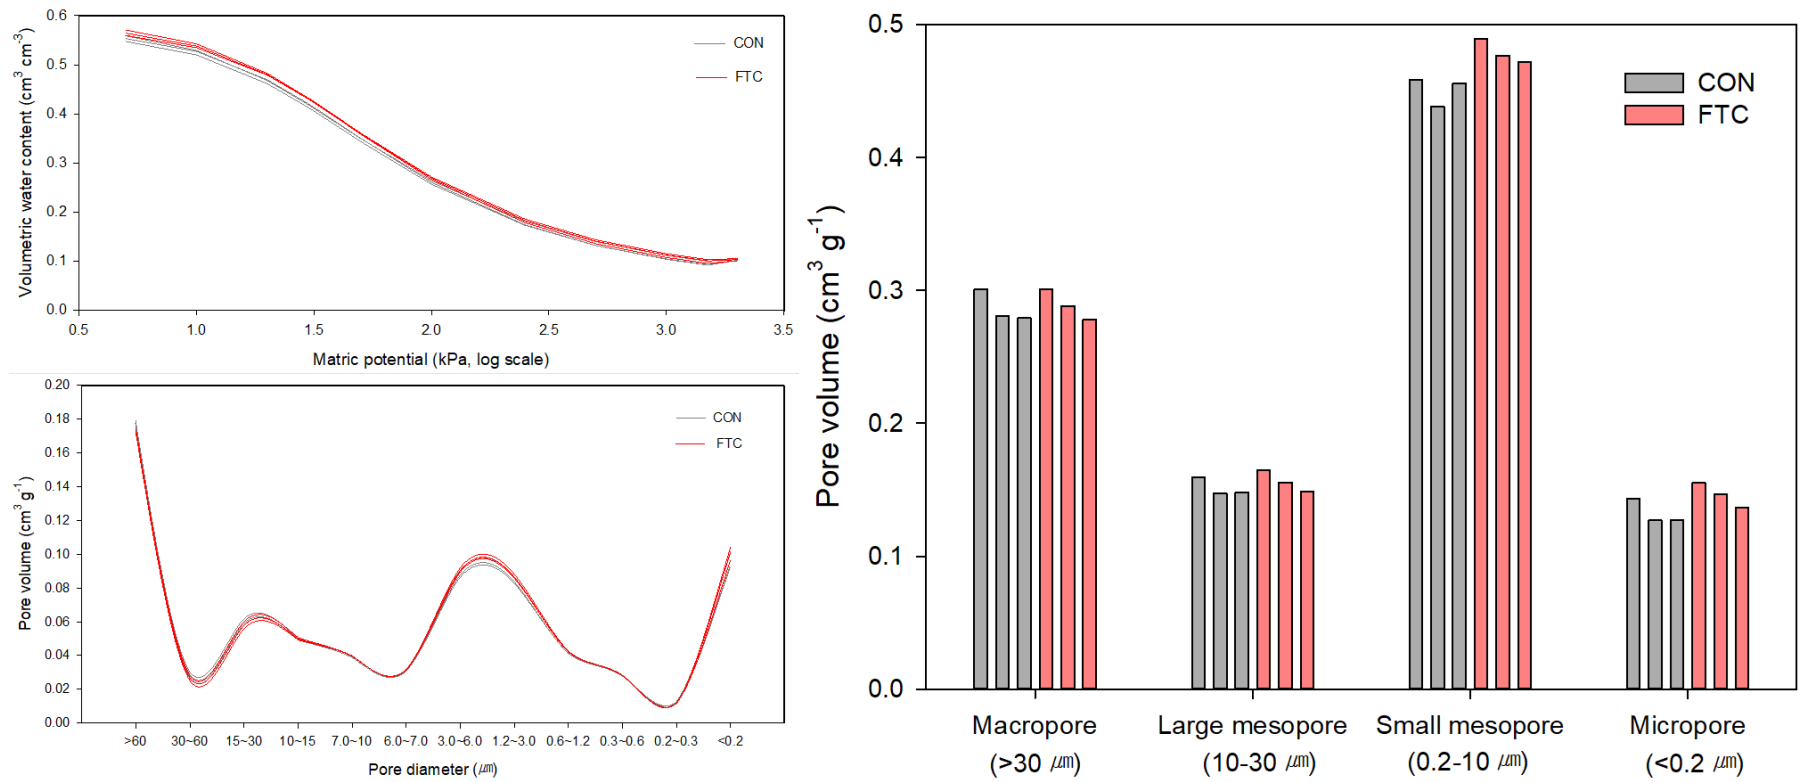 0.6
0.5
0.4
0.3
0.2
0.1
0.0
Volumetric water content (cm3 cm-3)
CON
FTC
0.5 1.0 1.5 2.0 2.5 3.0 3.5
Matric potential (kPa, log scale)
0.20
0.18
0.16
0.14
0.12
0.10
0.08
0.06
0.04
0.02
0.00
Pore volume (cm3 g-1)
CON
FTC
>60 30~60 15~30 10~15 7.0~10 6.0~7.0 3.0~6.0 1.2~3.0 0.6~1.2 0.3~0.6 0.2~0.3 <0.2
Pore diameter (㎛)
0.5
0.4
0.3
0.2
0.1
0.0
Pore volume (cm3 g-1)
CON
FTC
Macropore Large mesopore Small mesopore Micropore
(>30 ㎛) (10-30 ㎛) (0.2-10 ㎛) (<0.2 ㎛)